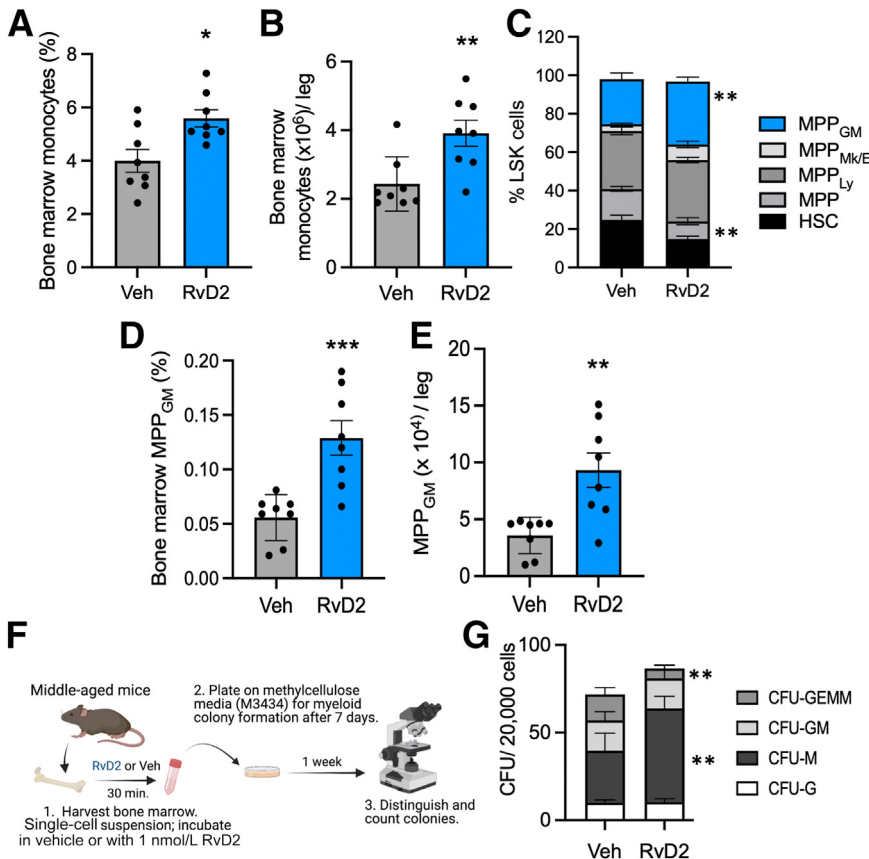 A
Bone marrow monocytes (%)
8
6
4
2
0
*
Veh
RvD2
B
Bone marrow
monocytes (x10⁶)/ leg
6
4
2
0
**
Veh
RvD2
C
% LSK cells
120
100
80
60
40
20
0
**
**
Veh
RvD2
MPP_GM
MPP_Mk/E
MPP_Ly
MPP
HSC
D
Bone marrow MPP_GM (%)
0.20
0.15
0.10
0.05
0.00
***
Veh
RvD2
E
MPP_GM (x 10⁴) / leg
20
15
10
5
0
**
Veh
RvD2
F
Middle-aged mice
RvD2 or Veh
30 min.
1. Harvest bone marrow.
Single-cell suspension; incubate
in vehicle or with 1 nmol/L RvD2
2. Plate on methylcellulose
media (M3434) for myeloid
colony formation after 7 days.
1 week
3. Distinguish and
count colonies.
G
CFU/ 20,000 cells
100
50
0
**
**
Veh
RvD2
CFU-GEMM
CFU-GM
CFU-M
CFU-G